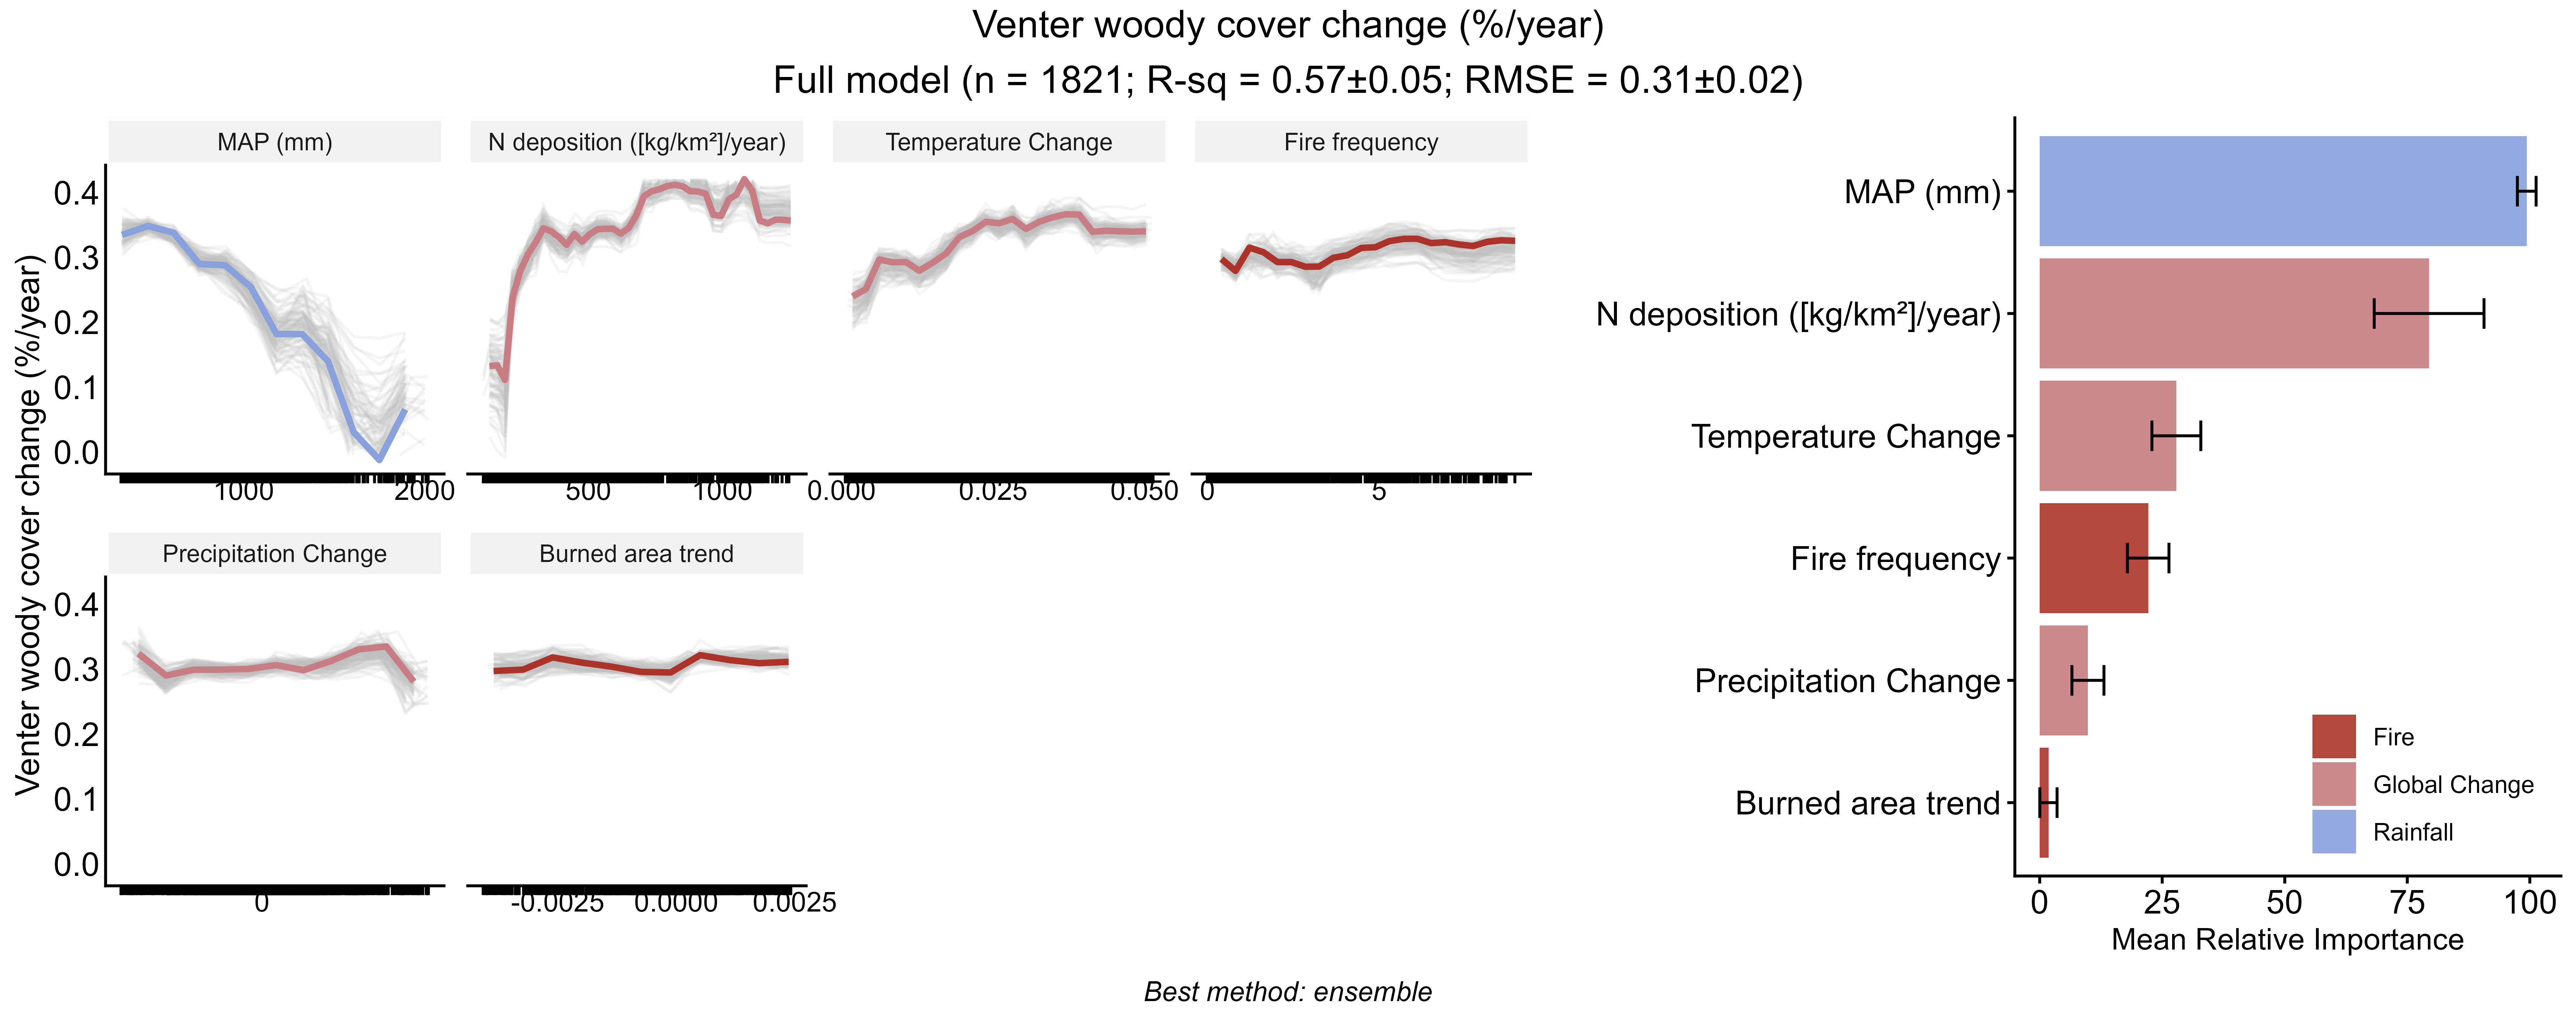 Venter woody cover change (%/year)
Full model (n = 1821; R-sq = 0.57±0.05; RMSE = 0.31±0.02)
Venter woody cover change (%/year)
MAP (mm)
N deposition ([kg/km²]/year)
Temperature Change
Fire frequency
0.4
0.3
0.2
0.1
0.0
1000
2000
500
1000
0.000
0.025
0.050
0
5
Precipitation Change
Burned area trend
0.4
0.3
0.2
0.1
0.0
0
-0.0025
0.0000
0.0025
MAP (mm)
N deposition ([kg/km²]/year)
Temperature Change
Fire frequency
Precipitation Change
Burned area trend
Fire
Global Change
Rainfall
0
25
50
75
100
Mean Relative Importance
Best method: ensemble